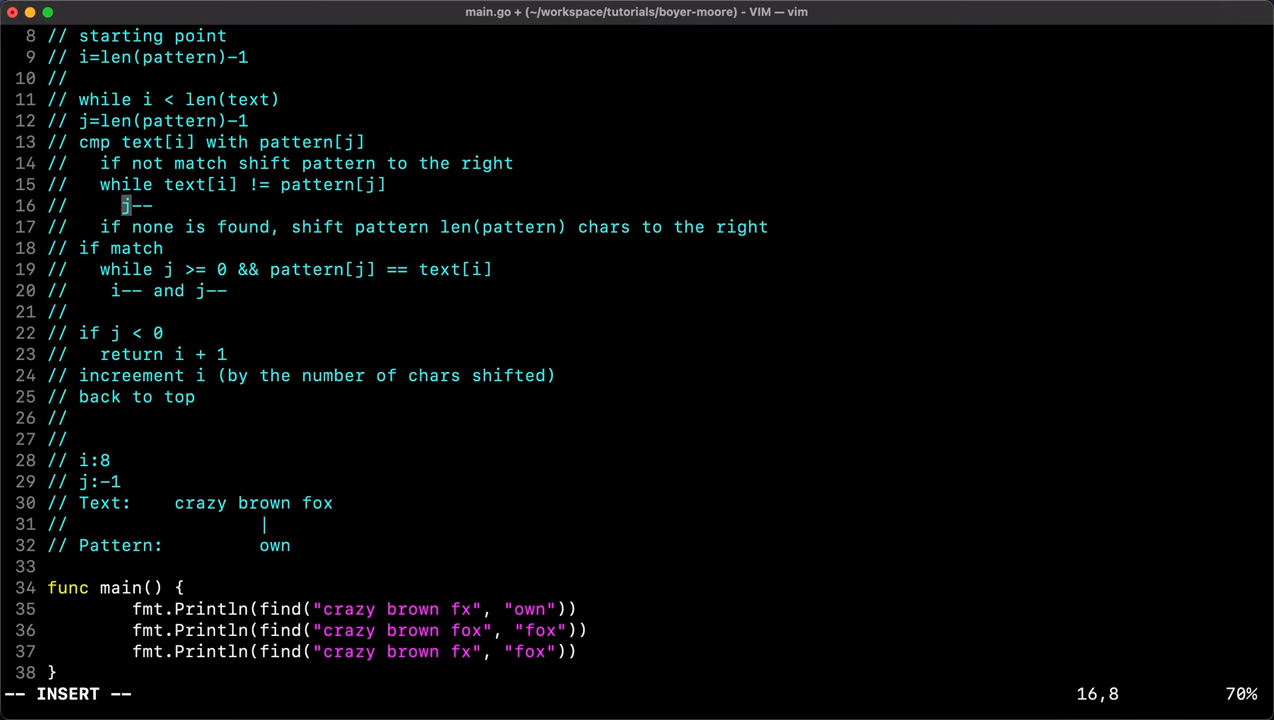 main.go + (~/workspace/tutorials/boyer-moore) - VIM — vim
8 // starting point
9 // i=len(pattern)-1
10 //
11 // while i < len(text)
12 // j=len(pattern)-1
13 // cmp text[i] with pattern[j]
14 //   if not match shift pattern to the right
15 //   while text[i] != pattern[j]
16 //     j--
17 //   if none is found, shift pattern len(pattern) chars to the right
18 // if match
19 //   while j >= 0 && pattern[j] == text[i]
20 //    i-- and j--
21 //
22 // if j < 0
23 //   return i + 1
24 // increement i (by the number of chars shifted)
25 // back to top
26 //
27 //
28 // i:8
29 // j:-1
30 // Text:    crazy brown fox
31 //                  |
32 // Pattern:         own
33
34 func main() {
35         fmt.Println(find("crazy brown fx", "own"))
36         fmt.Println(find("crazy brown fox", "fox"))
37         fmt.Println(find("crazy brown fx", "fox"))
38 }
-- INSERT -- 16,8 70%